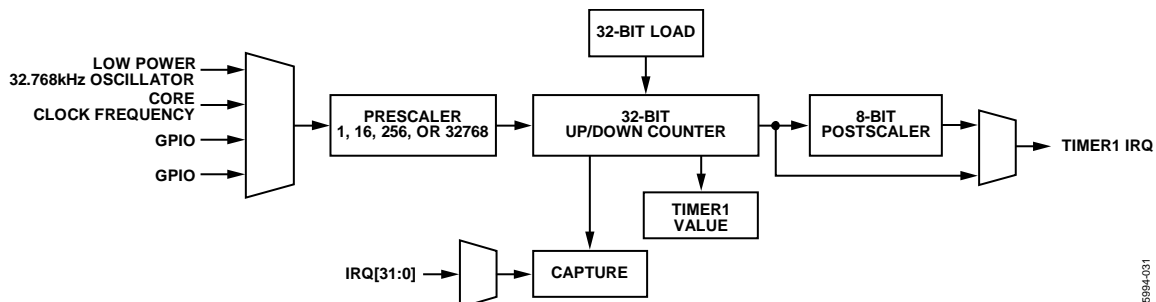 32-BIT LOAD
LOW POWER
32.768kHz OSCILLATOR
CORE
CLOCK FREQUENCY
GPIO
GPIO
PRESCALER
1, 16, 256, OR 32768
32-BIT
UP/DOWN COUNTER
8-BIT
POSTSCALER
TIMER1 IRQ
TIMER1
VALUE
IRQ[31:0]
CAPTURE
5994-031